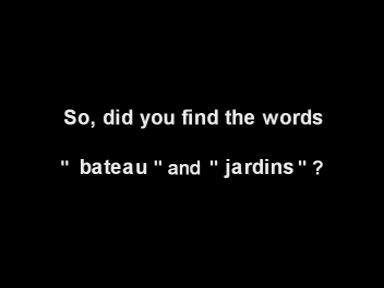 So, did you find the words
" bateau " and " jardins " ?